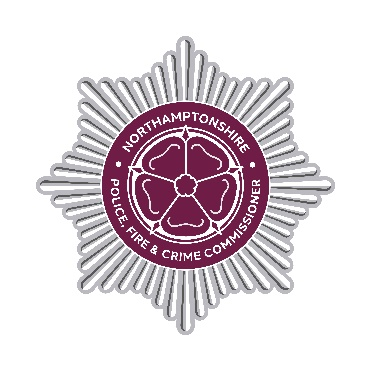 NORTHAMPTONSHIRE
POLICE, FIRE & CRIME COMMISSIONER